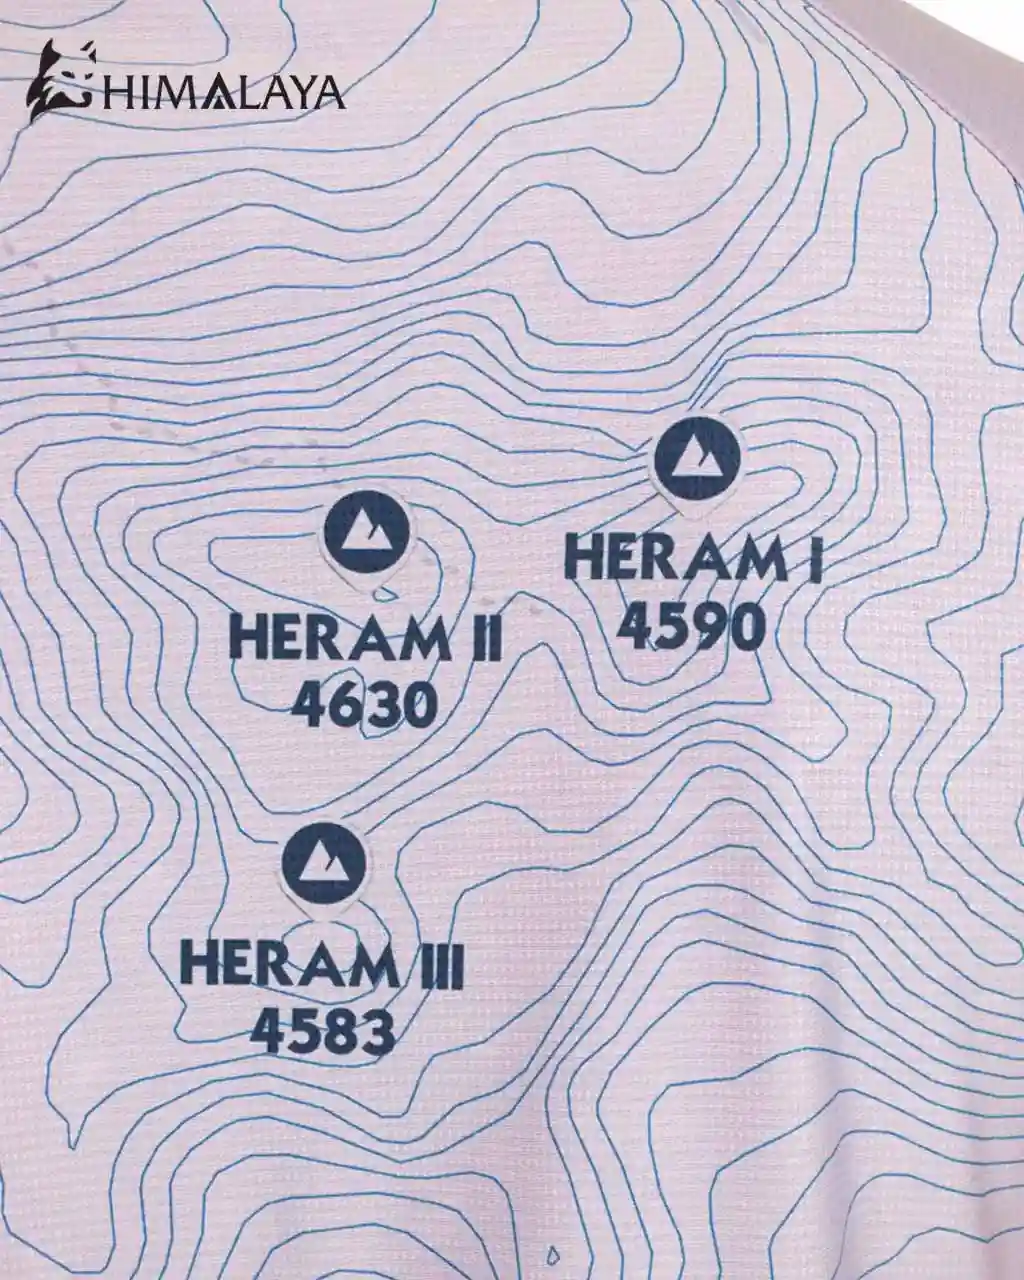 HIMALAYA
HERAM I
4590
HERAM II
4630
HERAM III
4583